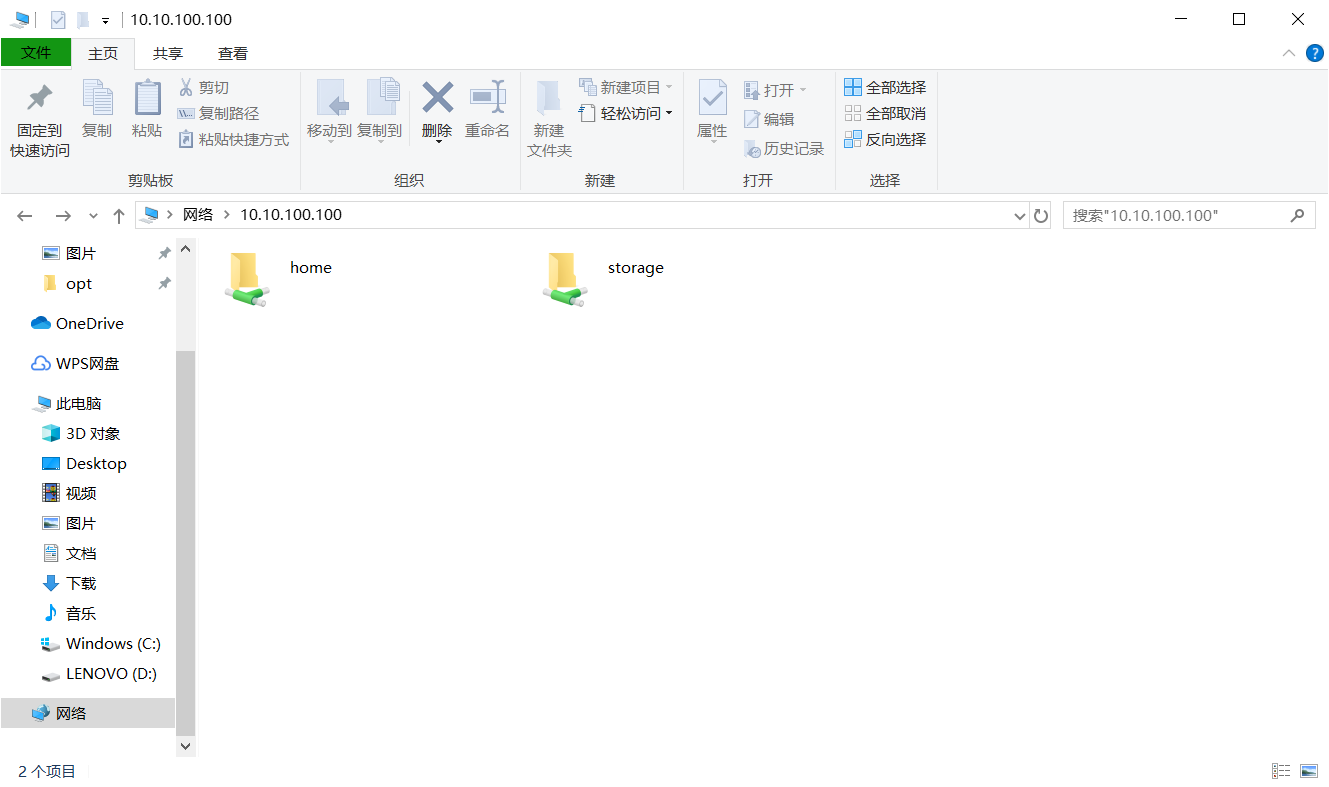 10.10.100.100
文件
主页
共享
查看
固定到
快速访问
复制
粘贴
剪切
复制路径
粘贴快捷方式
剪贴板
移动到
复制到
删除
重命名
组织
新建
文件夹
新建项目
轻松访问
新建
属性
打开
编辑
历史记录
打开
全部选择
全部取消
反向选择
选择
网络
10.10.100.100
搜索"10.10.100.100"
图片
opt
OneDrive
WPS网盘
此电脑
3D 对象
Desktop
视频
图片
文档
下载
音乐
Windows (C:)
LENOVO (D:)
网络
home
storage
2 个项目